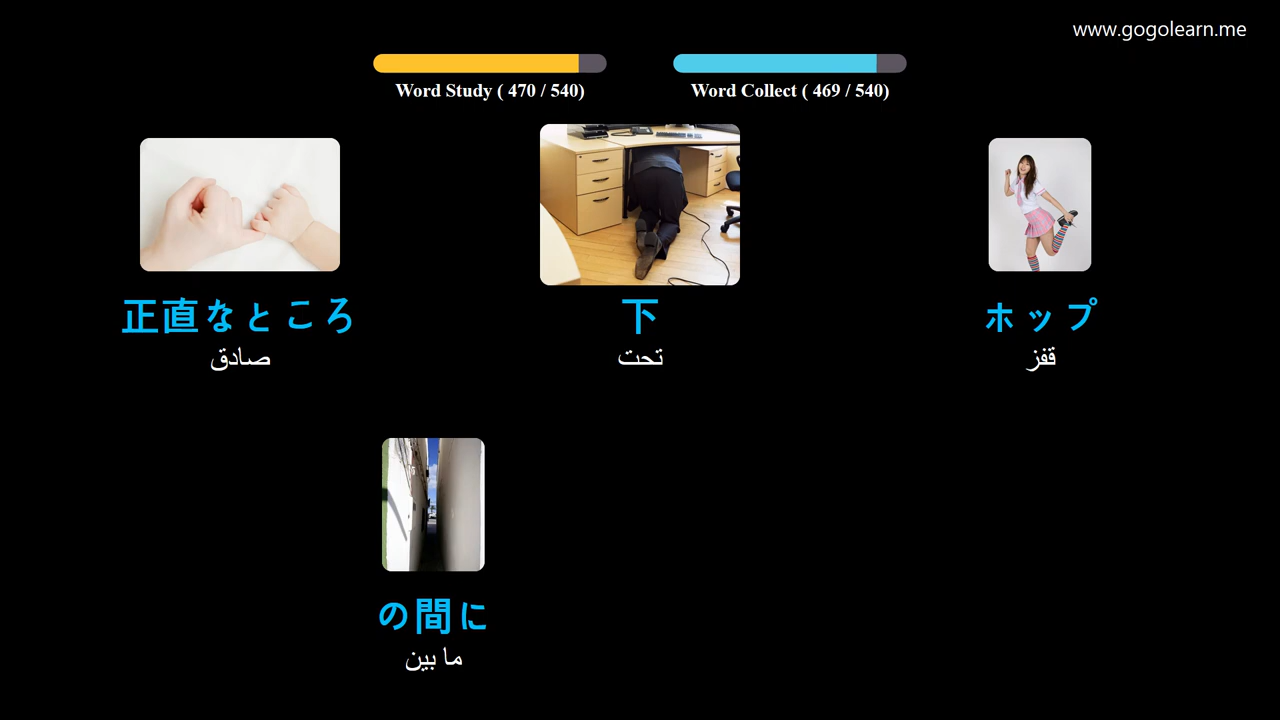 www.gogolearn.me
Word Study ( 470 / 540)
Word Collect ( 469 / 540)
正直なところ
صادق
下
تحت
ホップ
قفز
の間に
ما بين